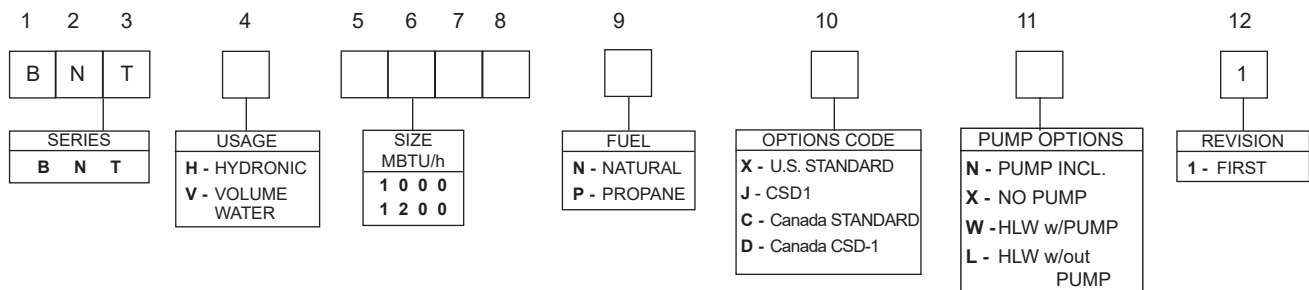 1 2 3 4 5 6 7 8 9 10 11 12
B N T 1
SERIES
B N T
USAGE
H - HYDRONIC
V - VOLUME
WATER
SIZE
MBTU/h
1 0 0 0
1 2 0 0
FUEL
N - NATURAL
P - PROPANE
OPTIONS CODE
X - U.S. STANDARD
J - CSD1
C - Canada STANDARD
D - Canada CSD-1
PUMP OPTIONS
N - PUMP INCL.
X - NO PUMP
W -HLW w/PUMP
L - HLW w/out
PUMP
REVISION
1 - FIRST